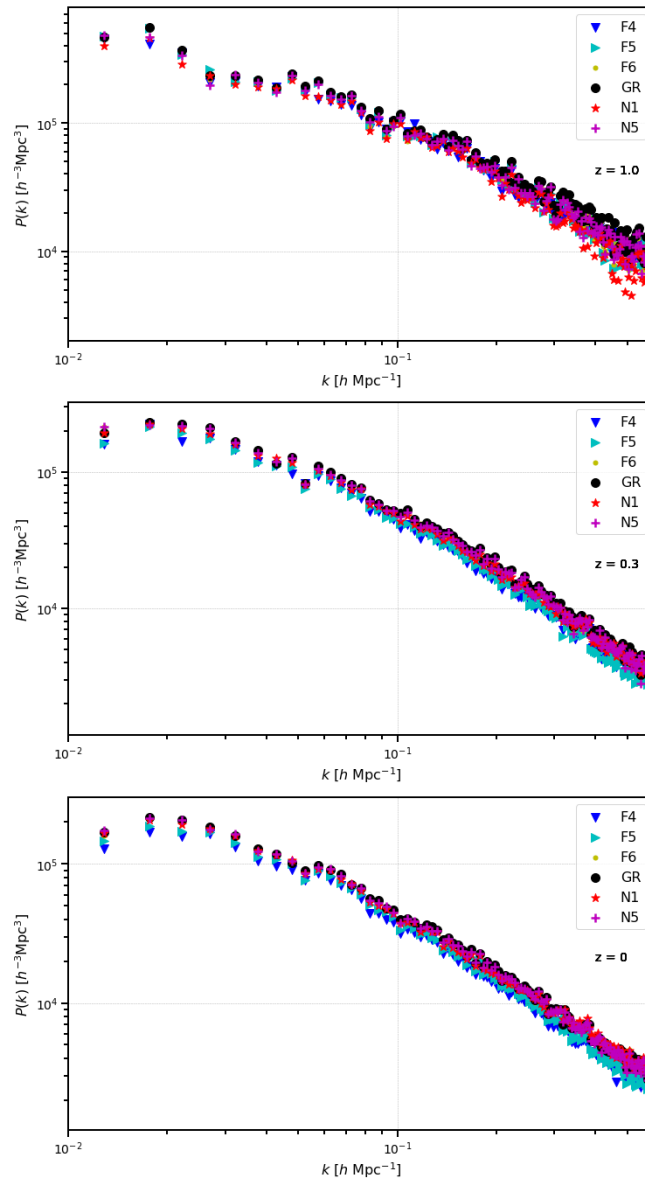 F4
F5
F6
GR
N1
N5
z = 1.0
10⁵
10⁴
P(k) [h⁻³Mpc³]
10⁻² 10⁻¹
k [h Mpc⁻¹]
F4
F5
F6
GR
N1
N5
z = 0.3
10⁵
10⁴
P(k) [h⁻³Mpc³]
10⁻² 10⁻¹
k [h Mpc⁻¹]
F4
F5
F6
GR
N1
N5
z = 0
10⁵
10⁴
P(k) [h⁻³Mpc³]
10⁻² 10⁻¹
k [h Mpc⁻¹]